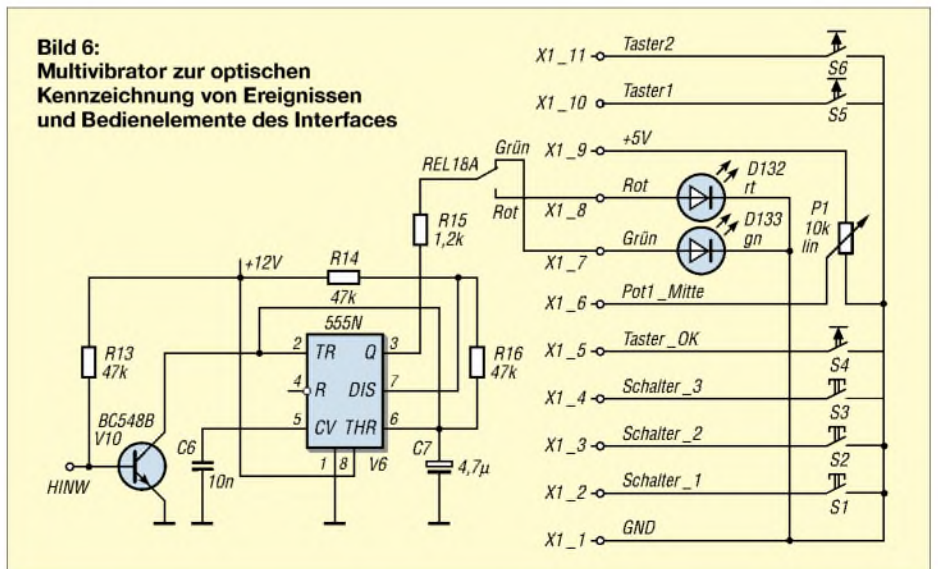 Bild 6:
Multivibrator zur optischen
Kennzeichnung von Ereignissen
und Bedienelemente des Interfaces
X1_11 Taster2
S6
X1_10 Taster1
S5
X1_9 +5V
Grün
REL18A
Rot
X1_8 Rot
D132
rt
P1
10k
lin
R15
1,2k
X1_7 Grün
D133
gn
+12V
R14
47k
X1_6 Pot1_Mitte
555N
R13
47k
2 TR Q 3
R16
47k
X1_5 Taster_OK
S4
4 R DIS 7
X1_4 Schalter_3
S3
BC548B
V10
5 CV THR 6
C6
10n
1 8 V6
C7
4,7µ
HINW
X1_3 Schalter_2
S2
X1_2 Schalter_1
S1
X1_1 GND